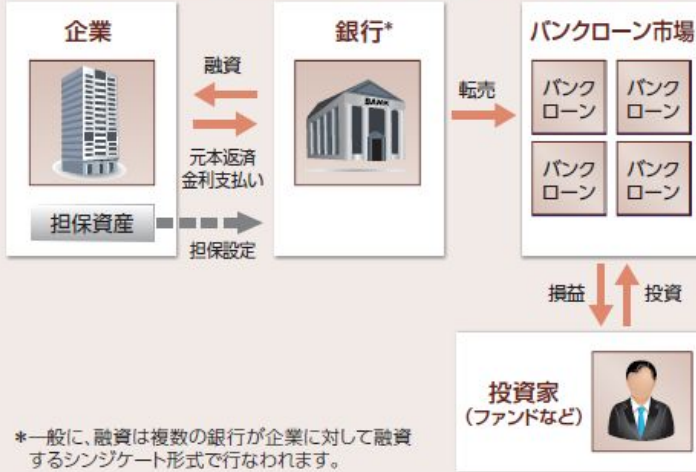 企業
銀行*
バンクローン市場
融資
元本返済
金利支払い
BANK
転売
バンク
ローン
バンク
ローン
バンク
ローン
バンク
ローン
担保資産
担保設定
損益
投資
投資家
(ファンドなど)
*一般に、融資は複数の銀行が企業に対して融資
するシンジケート形式で行なわれます。